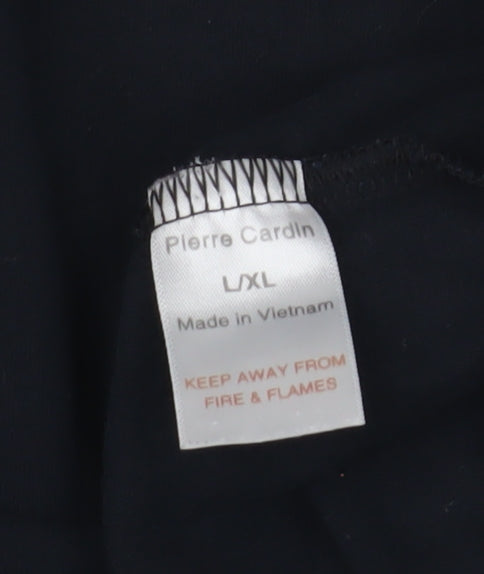 Pierre Cardin
L/XL
Made in Vietnam
KEEP AWAY FROM
FIRE & FLAMES